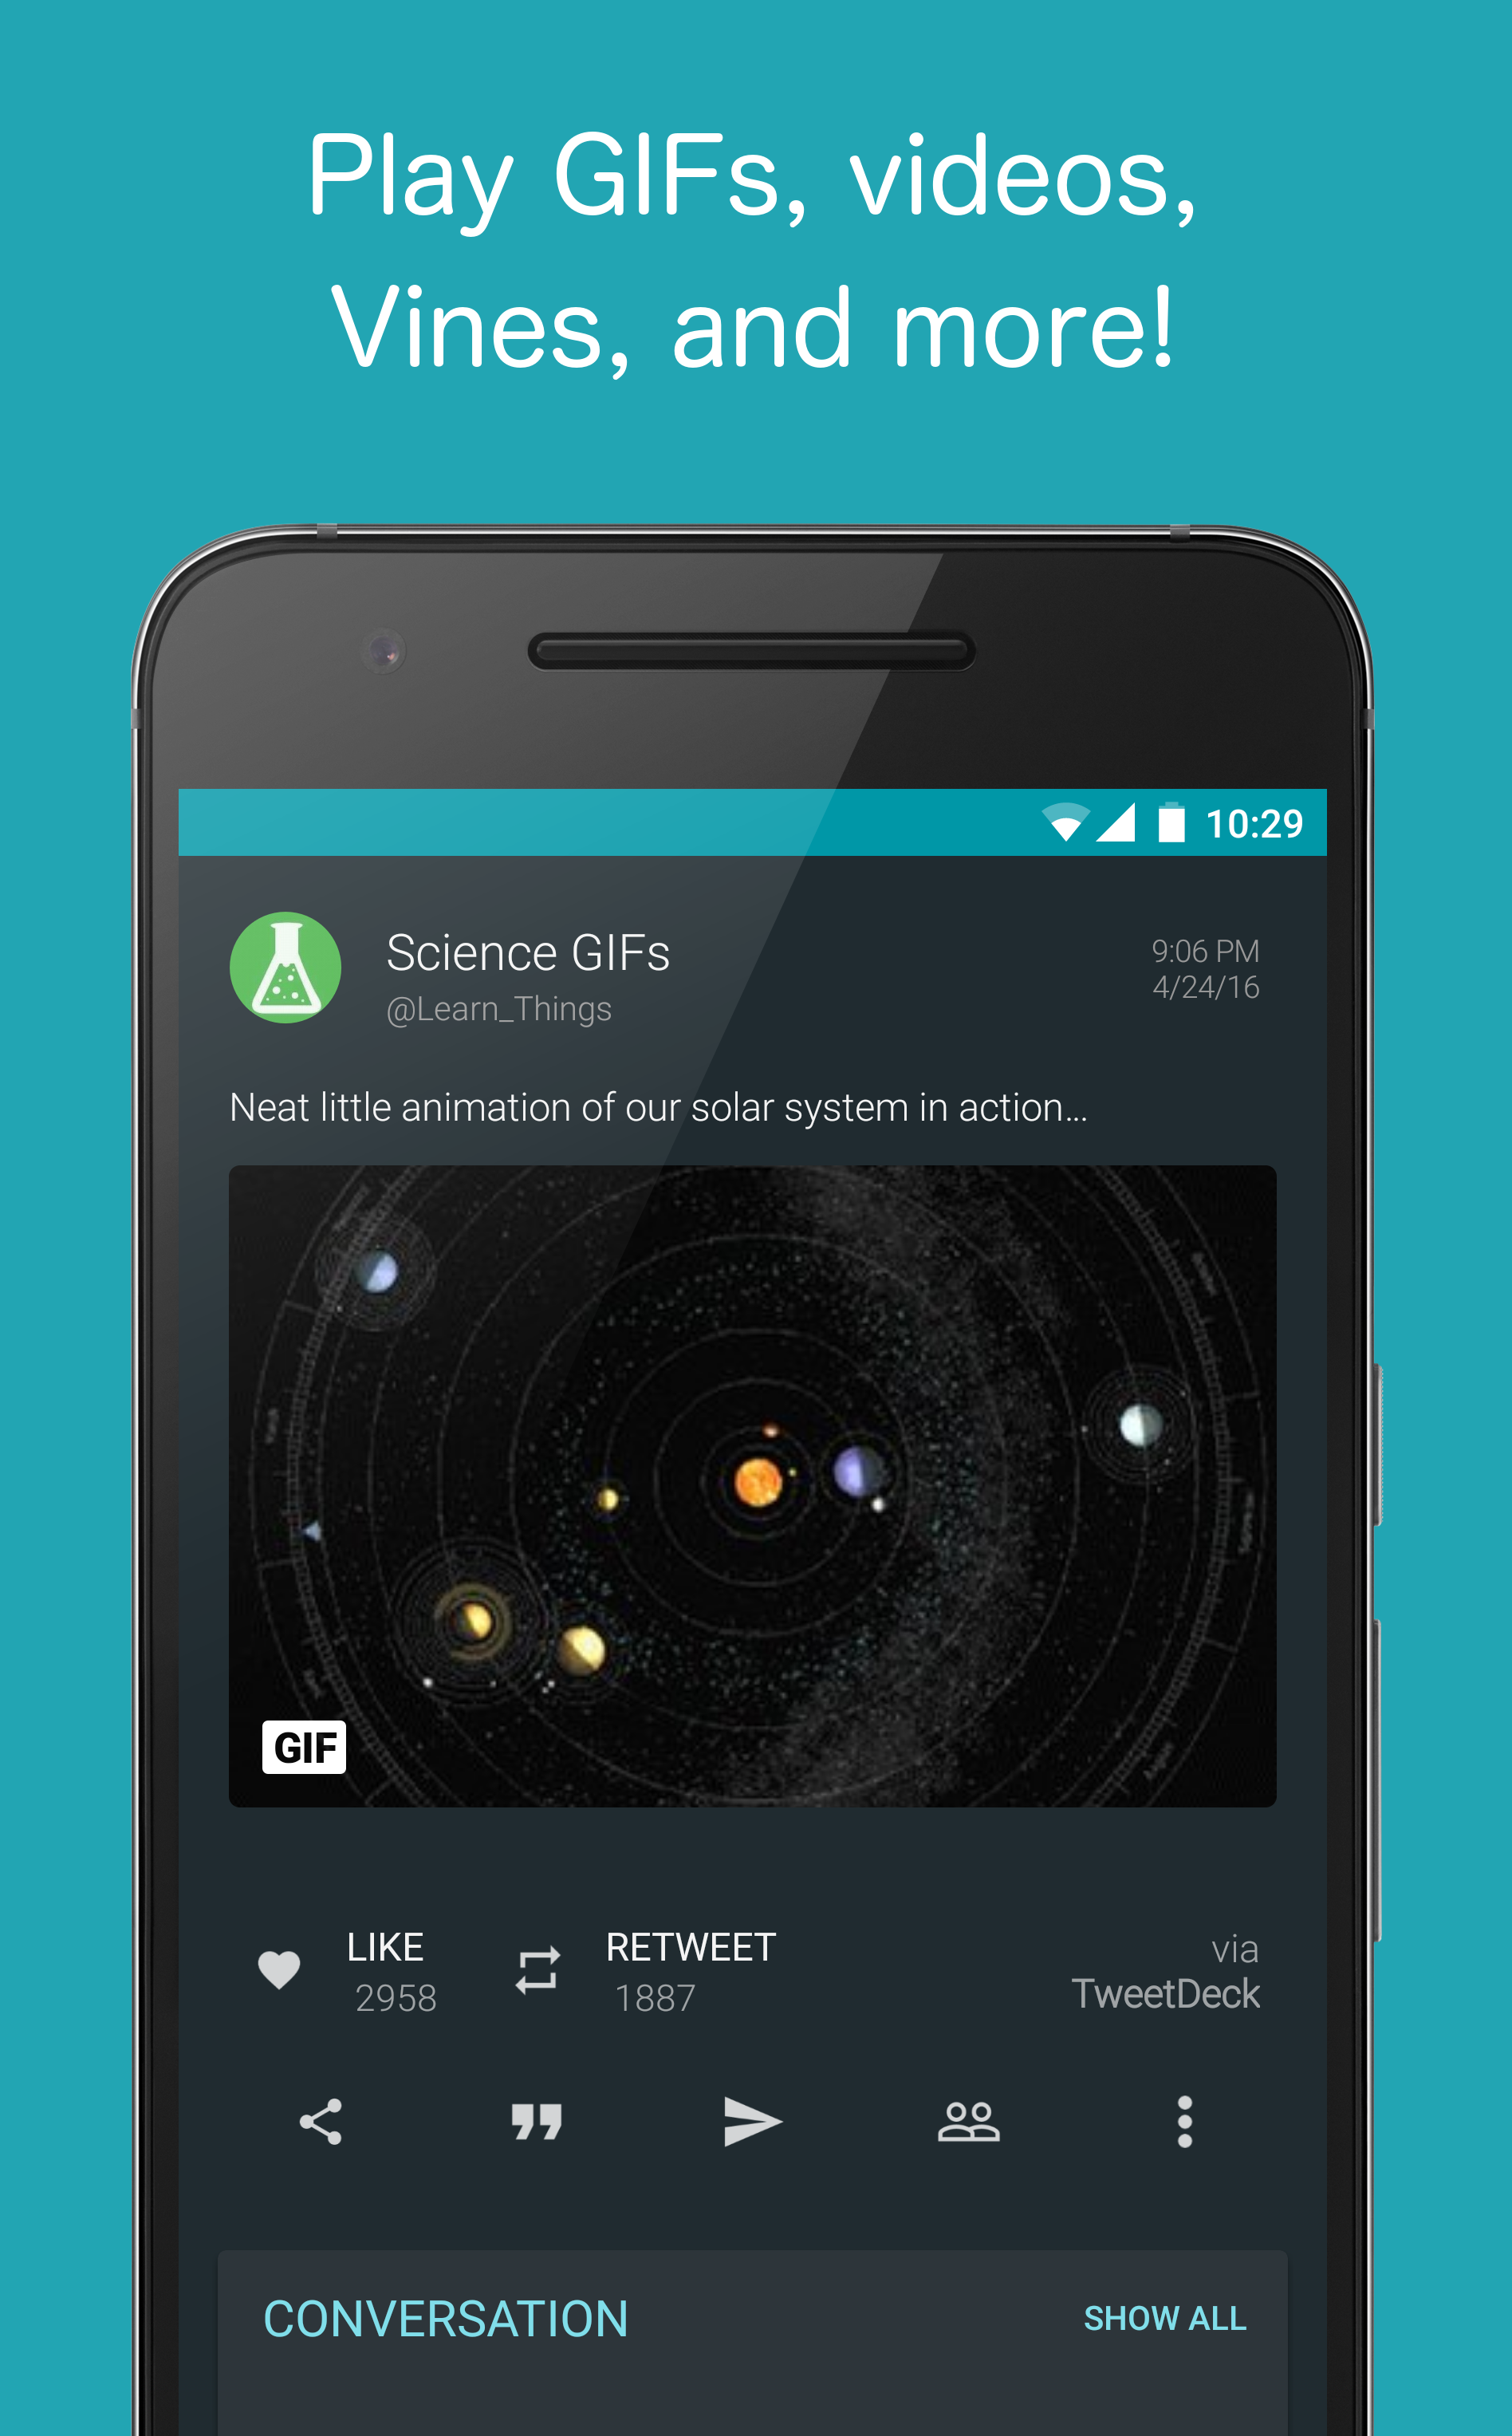 Play GIFs, videos,
Vines, and more!
10:29
Science GIFs
@Learn_Things
9:06 PM
4/24/16
Neat little animation of our solar system in action...
GIF
LIKE
2958
RETWEET
1887
via
TweetDeck
CONVERSATION
SHOW ALL